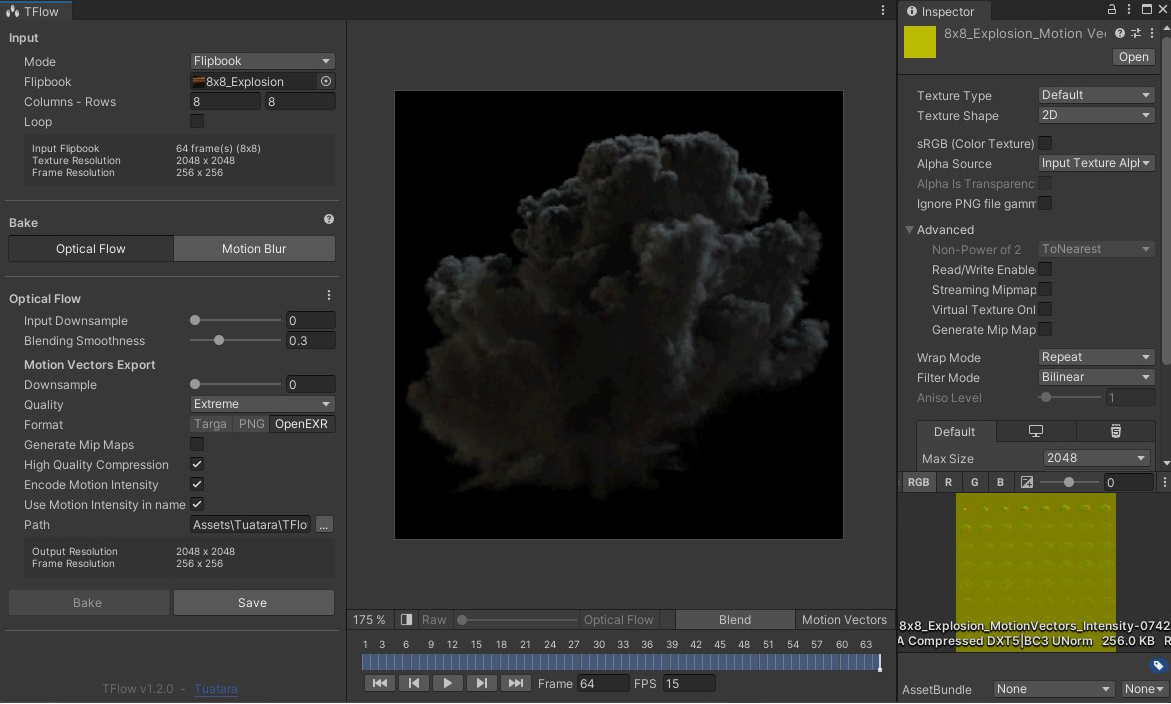 TFlow
Input
Mode Flipbook
Flipbook 8x8_Explosion
Columns - Rows 8 8
Loop
Input Flipbook 64 frame(s) (8x8)
Texture Resolution 2048 x 2048
Frame Resolution 256 x 256
Bake
Optical Flow Motion Blur
Optical Flow
Input Downsample 0
Blending Smoothness 0.3
Motion Vectors Export
Downsample 0
Quality Extreme
Format Targa PNG OpenEXR
Generate Mip Maps
High Quality Compression
Encode Motion Intensity
Use Motion Intensity in name
Path Assets\Tuatara\TFlo ...
Output Resolution 2048 x 2048
Frame Resolution 256 x 256
Bake Save
TFlow v1.2.0 - Tuatara
175 % Raw Optical Flow Blend Motion Vectors
1 3 6 9 12 15 18 21 24 27 30 33 36 39 42 45 48 51 54 57 60 63
Frame 64 FPS 15
Inspector
8x8_Explosion_Motion Ve
Open
Texture Type Default
Texture Shape 2D
sRGB (Color Texture)
Alpha Source Input Texture Alph
Alpha Is Transparenc
Ignore PNG file gamm
Advanced
Non-Power of 2 ToNearest
Read/Write Enable
Streaming Mipmap
Virtual Texture Onl
Generate Mip Map
Wrap Mode Repeat
Filter Mode Bilinear
Aniso Level 1
Default
Max Size 2048
RGB R G B 0
8x8_Explosion_MotionVectors_Intensity-0742
A Compressed DXT5|BC3 UNorm 256.0 KB R
AssetBundle None None